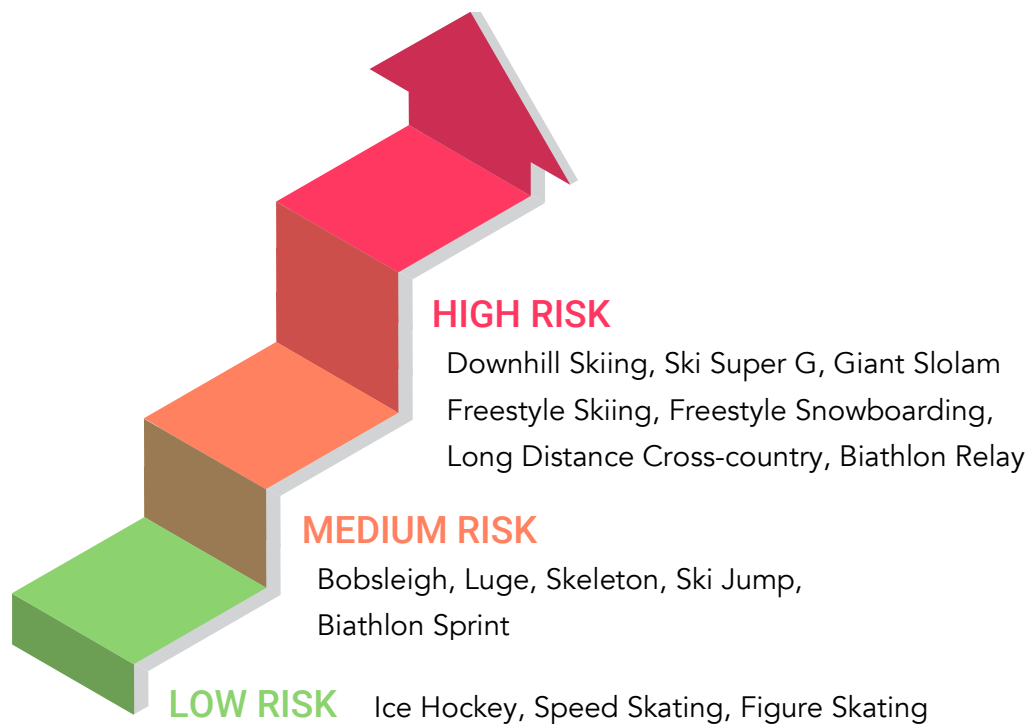 HIGH RISK
Downhill Skiing, Ski Super G, Giant Slolam
Freestyle Skiing, Freestyle Snowboarding,
Long Distance Cross-country, Biathlon Relay
MEDIUM RISK
Bobsleigh, Luge, Skeleton, Ski Jump,
Biathlon Sprint
LOW RISK Ice Hockey, Speed Skating, Figure Skating